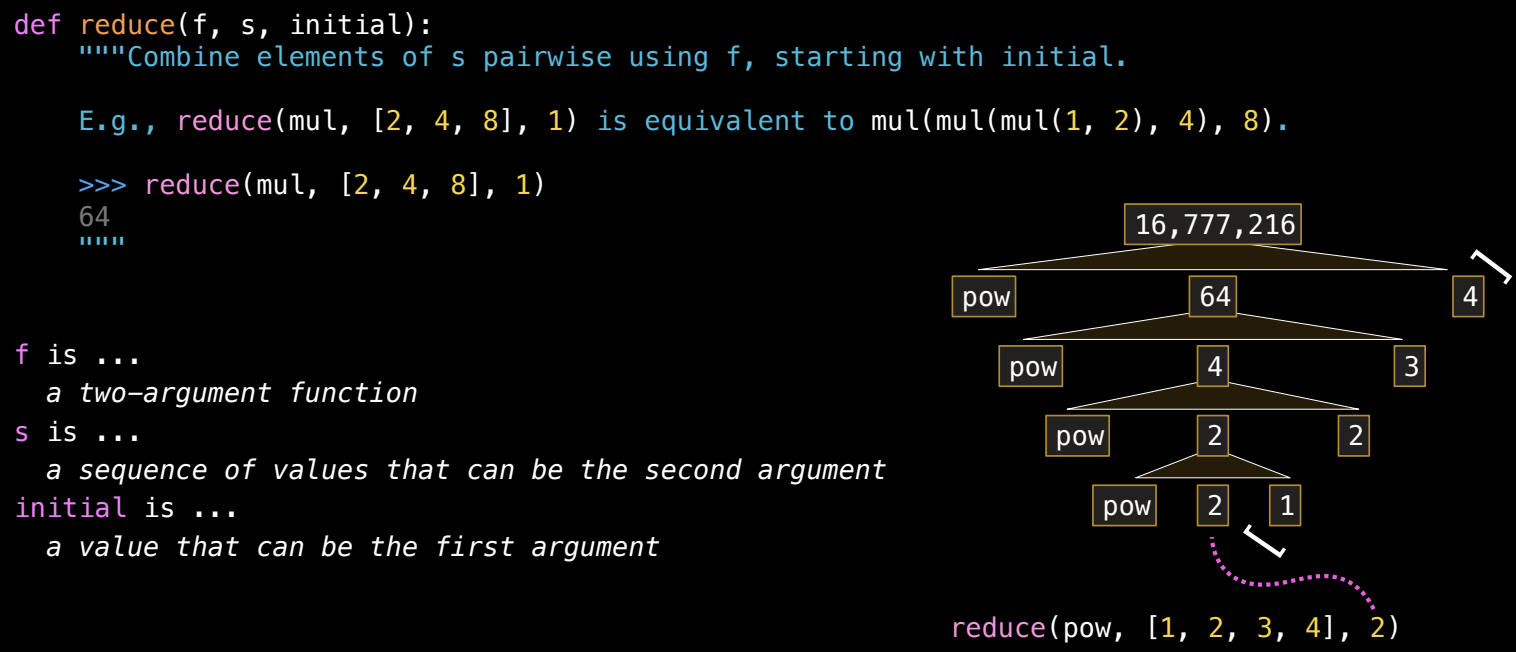 def reduce(f, s, initial):
"""Combine elements of s pairwise using f, starting with initial.
E.g., reduce(mul, [2, 4, 8], 1) is equivalent to mul(mul(mul(1, 2), 4), 8).
>>> reduce(mul, [2, 4, 8], 1)
64
"""
f is ...
a two-argument function
s is ...
a sequence of values that can be the second argument
initial is ...
a value that can be the first argument
16,777,216
pow 64 4 ]
pow 4 3
pow 2 2
pow 2 1
[
reduce(pow, [1, 2, 3, 4], 2)